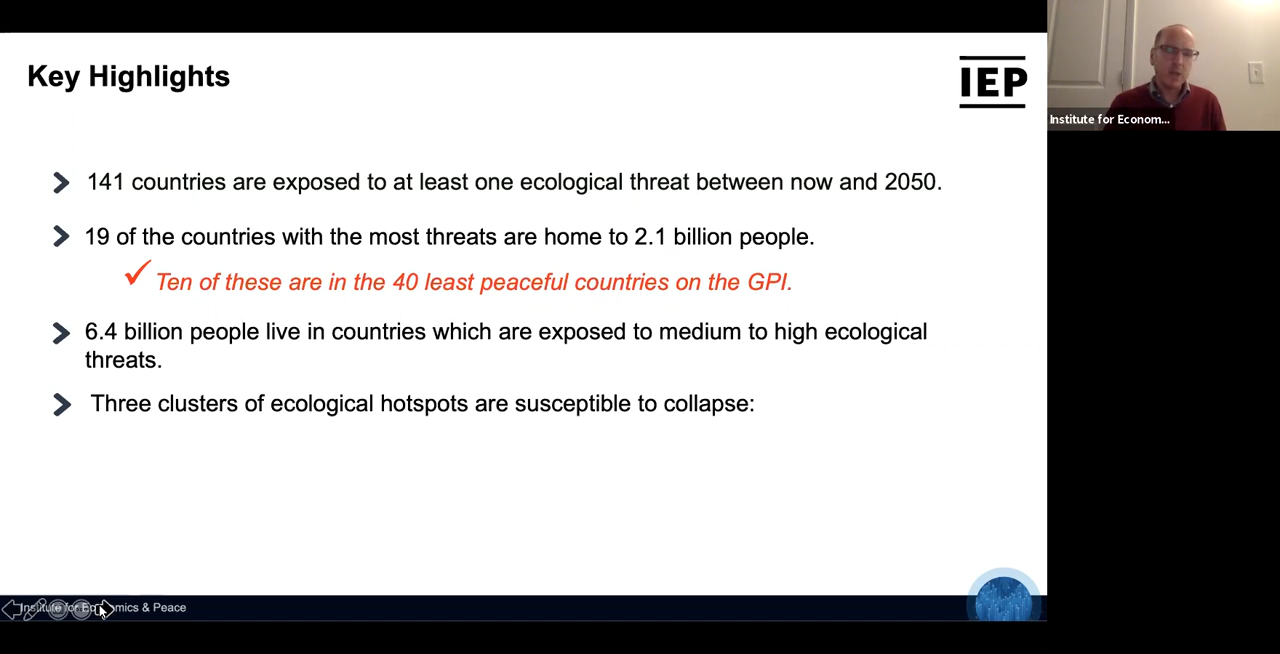 Key Highlights
IEP
Institute for Econom...
141 countries are exposed to at least one ecological threat between now and 2050.
19 of the countries with the most threats are home to 2.1 billion people.
Ten of these are in the 40 least peaceful countries on the GPI.
6.4 billion people live in countries which are exposed to medium to high ecological
threats.
Three clusters of ecological hotspots are susceptible to collapse:
Institute for Economics & Peace